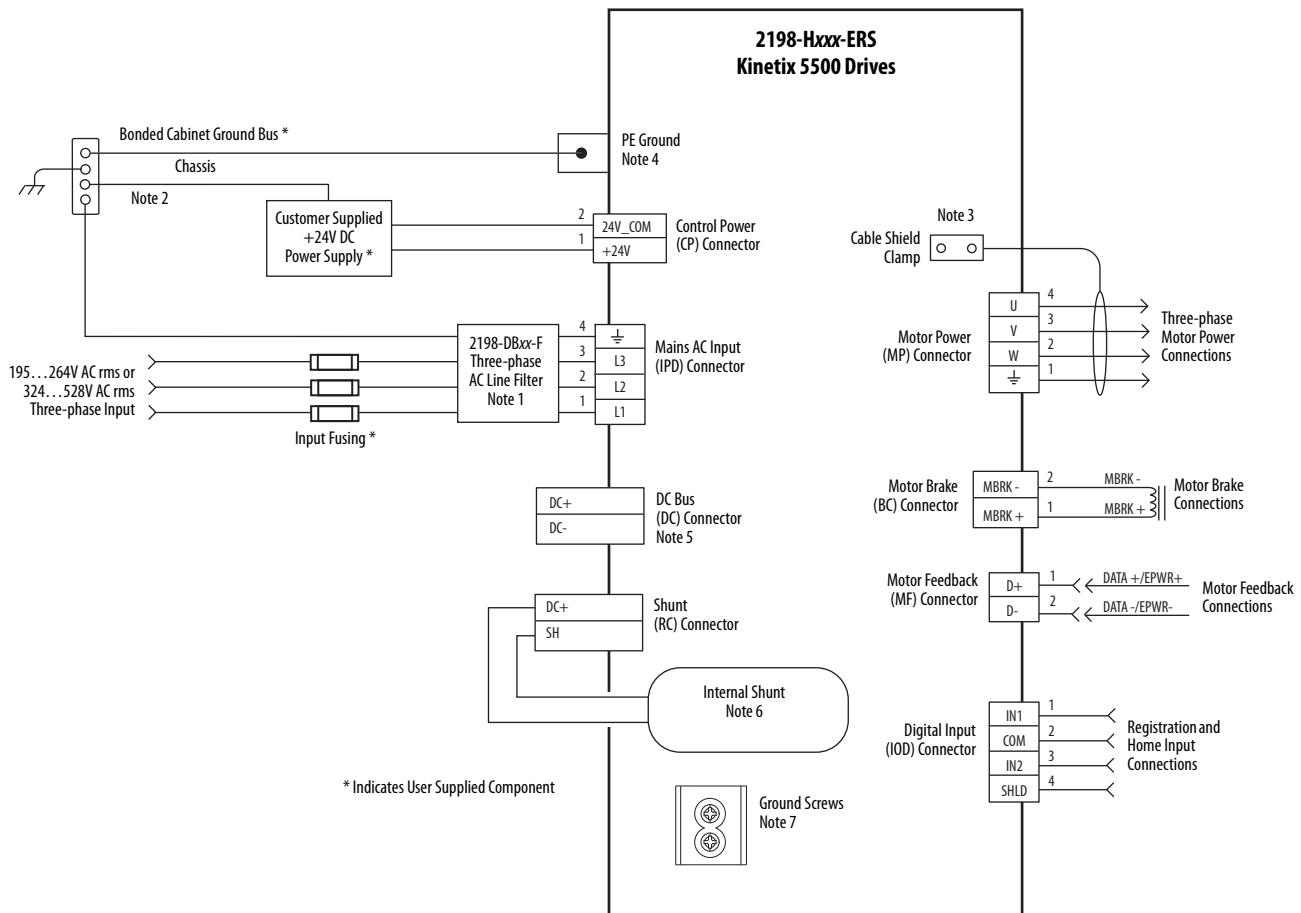 2198-Hxxx-ERS
Kinetix 5500 Drives
Bonded Cabinet Ground Bus *
Chassis
Note 2
PE Ground
Note 4
Customer Supplied
+24V DC
Power Supply *
2
1
24V_COM
+24V
Control Power
(CP) Connector
Note 3
Cable Shield
Clamp
195…264V AC rms or
324…528V AC rms
Three-phase Input
Input Fusing *
2198-DBxx-F
Three-phase
AC Line Filter
Note 1
4
3
2
1
L3
L2
L1
Mains AC Input
(IPD) Connector
Motor Power
(MP) Connector
U
V
W
4
3
2
1
Three-phase
Motor Power
Connections
DC+
DC-
DC Bus
(DC) Connector
Note 5
Motor Brake
(BC) Connector
MBRK -
MBRK +
2
1
MBRK -
MBRK +
Motor Brake
Connections
DC+
SH
Shunt
(RC) Connector
Motor Feedback
(MF) Connector
D+
D-
1
2
DATA +/EPWR+
DATA -/EPWR-
Motor Feedback
Connections
Internal Shunt
Note 6
Digital Input
(IOD) Connector
IN1
COM
IN2
SHLD
1
2
3
4
Registration and
Home Input
Connections
* Indicates User Supplied Component
Ground Screws
Note 7